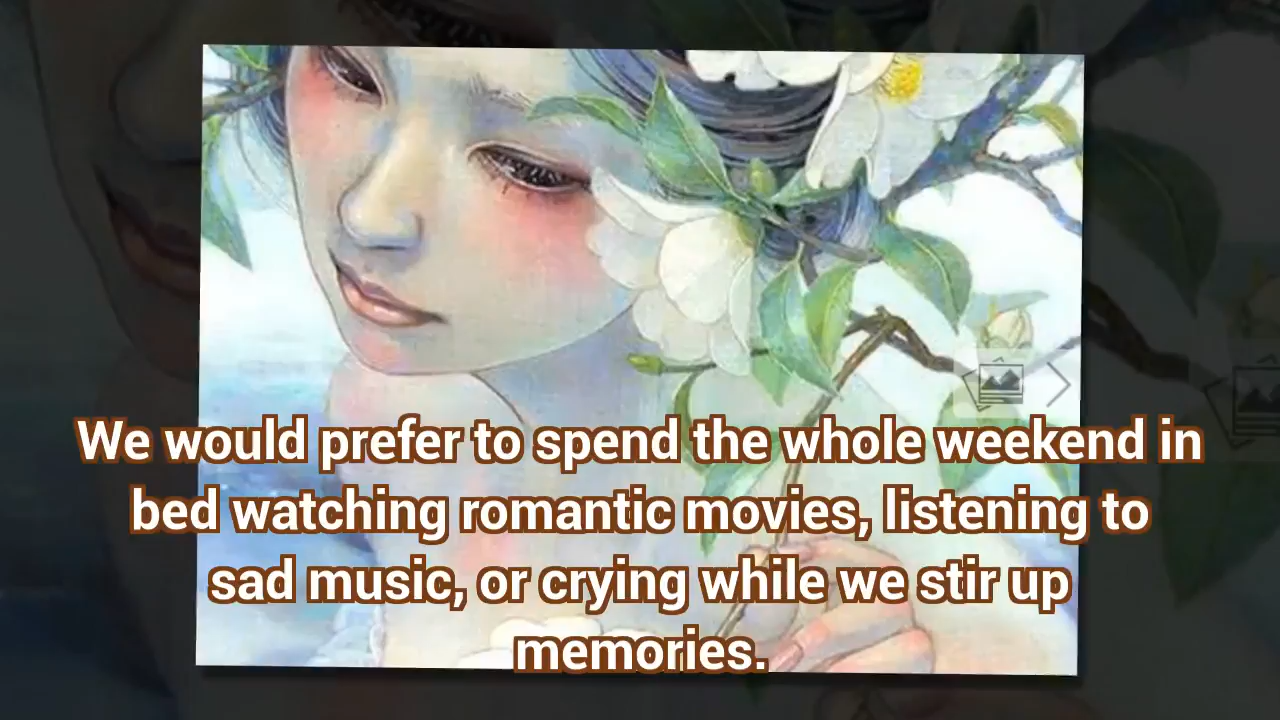 We would prefer to spend the whole weekend in
bed watching romantic movies, listening to
sad music, or crying while we stir up
memories.